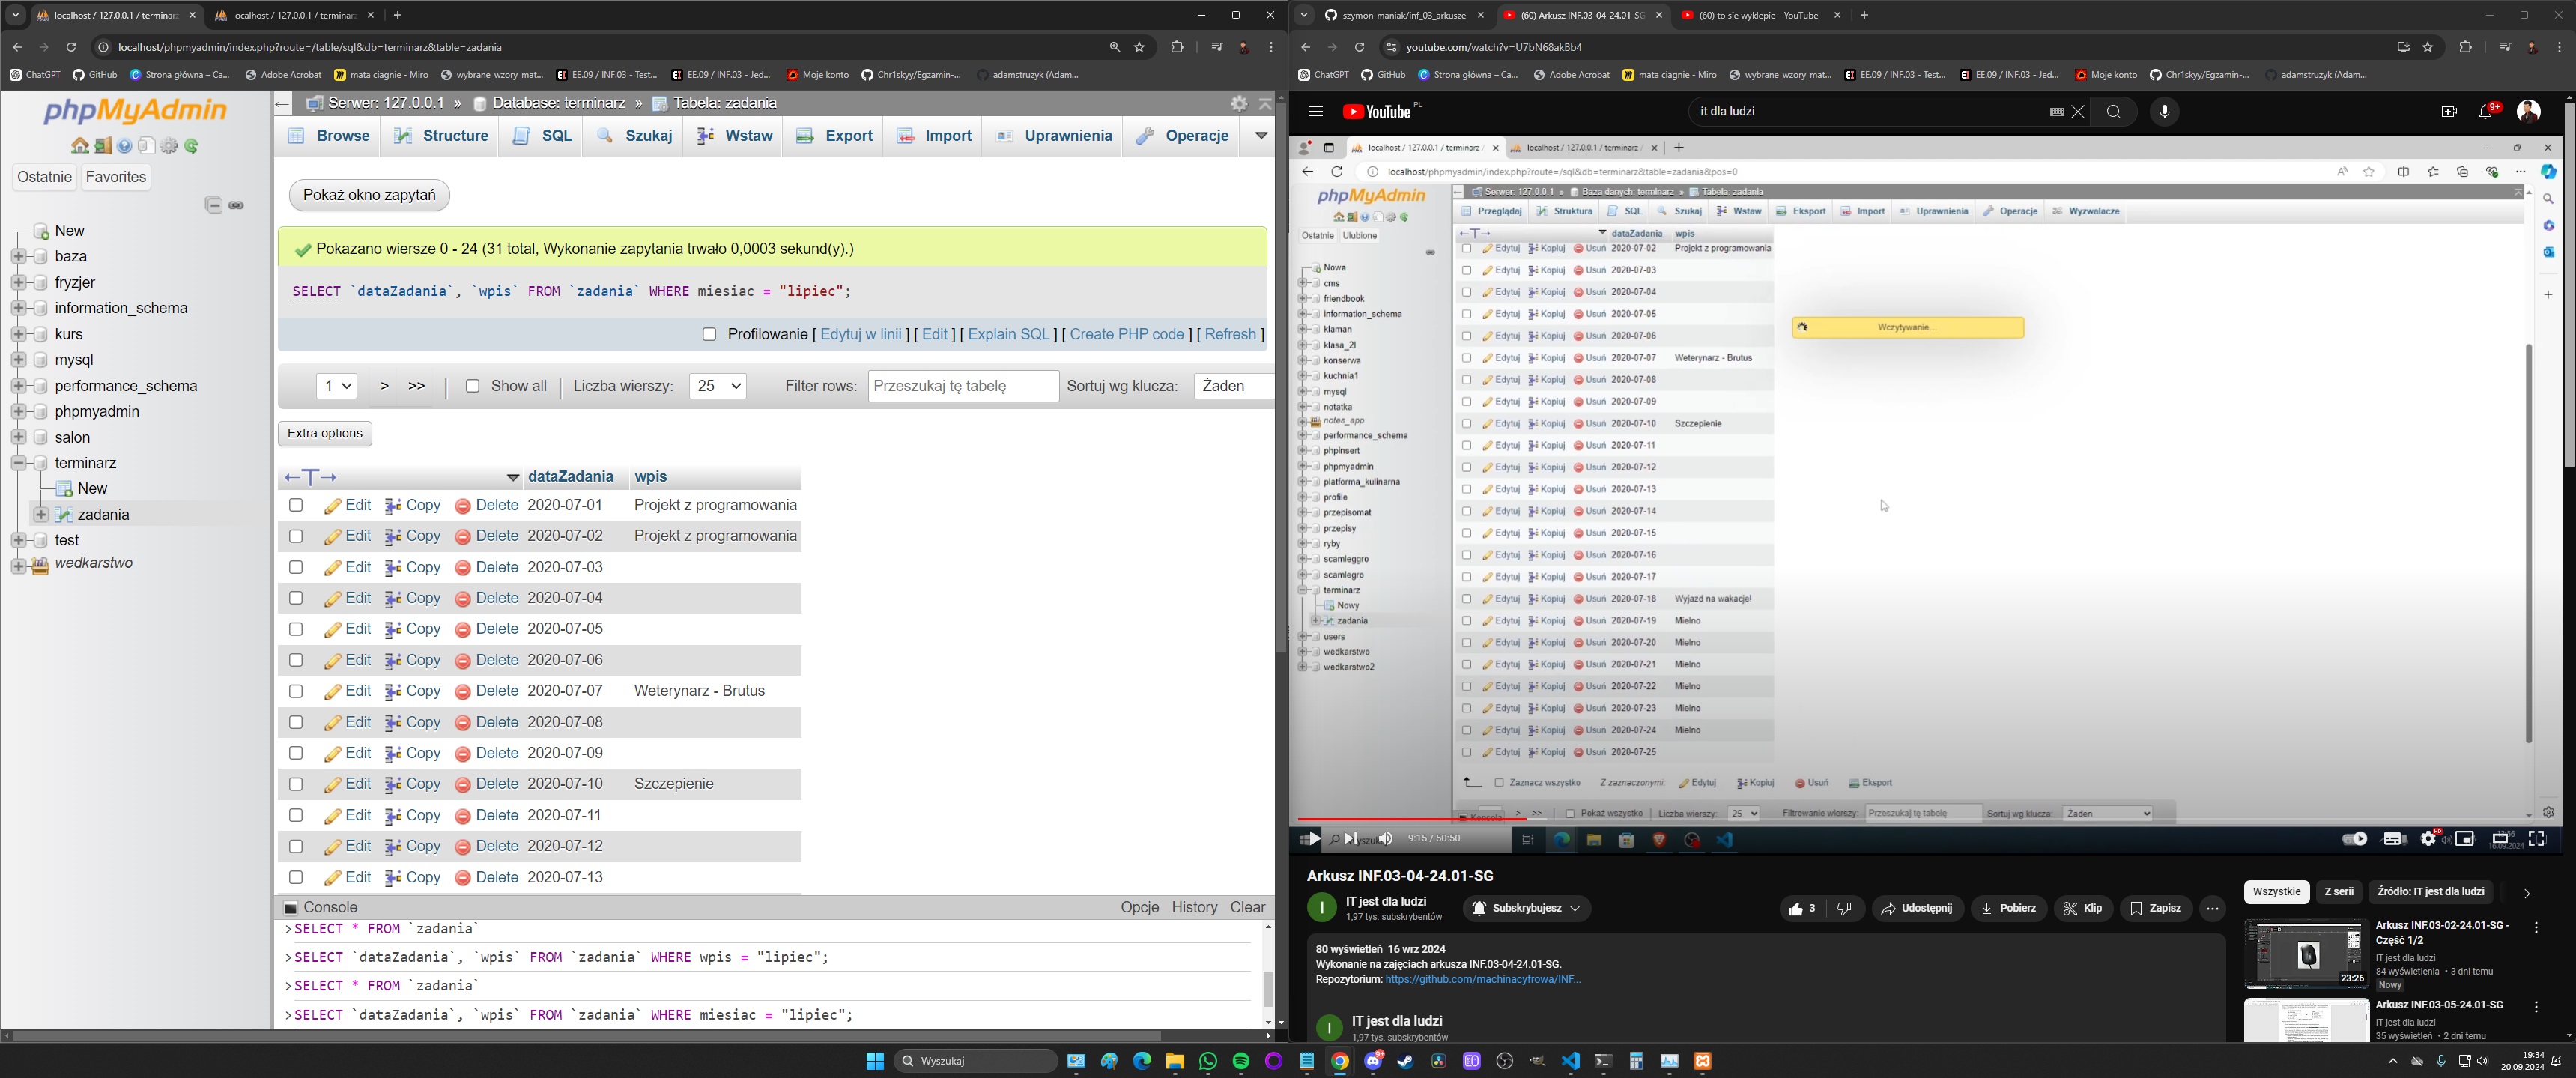 localhost / 127.0.0.1 / terminarz
localhost / 127.0.0.1 / terminarz
localhost/phpmyadmin/index.php?route=/table/sql&db=terminarz&table=zadania
ChatGPT GitHub Strona główna – Ca... Adobe Acrobat mata ciagnie - Miro wybrane_wzory_mat... EE.09 / INF.03 - Test... EE.09 / INF.03 - Jed... Moje konto Chr1skyy/Egzamin-... adamstruzyk (Adam...
phpMyAdmin
Ostatnie Favorites
New
baza
fryzjer
information_schema
kurs
mysql
performance_schema
phpmyadmin
salon
terminarz
New
zadania
test
wedkarstwo
Serwer: 127.0.0.1 » Database: terminarz » Tabela: zadania
Browse Structure SQL Szukaj Wstaw Export Import Uprawnienia Operacje
Pokaż okno zapytań
Pokazano wiersze 0 - 24 (31 total, Wykonanie zapytania trwało 0,0003 sekund(y).)
SELECT `dataZadania`, `wpis` FROM `zadania` WHERE miesiac = "lipiec";
Profilowanie [ Edytuj w linii ] [ Edit ] [ Explain SQL ] [ Create PHP code ] [ Refresh ]
1 > >> Show all Liczba wierszy: 25 Filter rows: Przeszukaj tę tabelę Sortuj wg klucza: Żaden
Extra options
dataZadania wpis
Edit Copy Delete 2020-07-01 Projekt z programowania
Edit Copy Delete 2020-07-02 Projekt z programowania
Edit Copy Delete 2020-07-03
Edit Copy Delete 2020-07-04
Edit Copy Delete 2020-07-05
Edit Copy Delete 2020-07-06
Edit Copy Delete 2020-07-07 Weterynarz - Brutus
Edit Copy Delete 2020-07-08
Edit Copy Delete 2020-07-09
Edit Copy Delete 2020-07-10 Szczepienie
Edit Copy Delete 2020-07-11
Edit Copy Delete 2020-07-12
Edit Copy Delete 2020-07-13
Console Opcje History Clear
>SELECT * FROM `zadania`
>SELECT `dataZadania`, `wpis` FROM `zadania` WHERE wpis = "lipiec";
>SELECT * FROM `zadania`
>SELECT `dataZadania`, `wpis` FROM `zadania` WHERE miesiac = "lipiec";
szymon-maniak/inf_03_arkusze
(60) Arkusz INF.03-04-24.01-SG
(60) to sie wyklepie - YouTube
youtube.com/watch?v=U7bN68akBb4
ChatGPT GitHub Strona główna – Ca... Adobe Acrobat mata ciagnie - Miro wybrane_wzory_mat... EE.09 / INF.03 - Test... EE.09 / INF.03 - Jed... Moje konto Chr1skyy/Egzamin-... adamstruzyk (Adam...
YouTube PL
it dla ludzi
9+
localhost / 127.0.0.1 / terminarz
localhost / 127.0.0.1 / terminarz
localhost/phpmyadmin/index.php?route=/sql&db=terminarz&table=zadania&pos=0
phpMyAdmin
Ostatnie Ulubione
Nowa
cms
friendbook
information_schema
klaman
klasa_2l
konserwa
kuchnia1
mysql
notatka
notes_app
performance_schema
phpinsert
phpmyadmin
platforma_kulinarna
profile
przepisomat
przepisy
ryby
scamleggro
scamlegro
terminarz
Nowy
zadania
users
wedkarstwo
wedkarstwo2
Serwer: 127.0.0.1 » Baza danych: terminarz » Tabela: zadania
Przeglądaj Struktura SQL Szukaj Wstaw Eksport Import Uprawnienia Operacje Wyzwalacze
dataZadania wpis
Edytuj Kopiuj Usuń 2020-07-02 Projekt z programowania
Edytuj Kopiuj Usuń 2020-07-03
Edytuj Kopiuj Usuń 2020-07-04
Edytuj Kopiuj Usuń 2020-07-05
Edytuj Kopiuj Usuń 2020-07-06
Edytuj Kopiuj Usuń 2020-07-07 Weterynarz - Brutus
Edytuj Kopiuj Usuń 2020-07-08
Edytuj Kopiuj Usuń 2020-07-09
Edytuj Kopiuj Usuń 2020-07-10 Szczepienie
Edytuj Kopiuj Usuń 2020-07-11
Edytuj Kopiuj Usuń 2020-07-12
Edytuj Kopiuj Usuń 2020-07-13
Edytuj Kopiuj Usuń 2020-07-14
Edytuj Kopiuj Usuń 2020-07-15
Edytuj Kopiuj Usuń 2020-07-16
Edytuj Kopiuj Usuń 2020-07-17
Edytuj Kopiuj Usuń 2020-07-18 Wyjazd na wakacje!
Edytuj Kopiuj Usuń 2020-07-19 Mielno
Edytuj Kopiuj Usuń 2020-07-20 Mielno
Edytuj Kopiuj Usuń 2020-07-21 Mielno
Edytuj Kopiuj Usuń 2020-07-22 Mielno
Edytuj Kopiuj Usuń 2020-07-23 Mielno
Edytuj Kopiuj Usuń 2020-07-24 Mielno
Edytuj Kopiuj Usuń 2020-07-25
Wczytywanie...
Zaznacz wszystko Z zaznaczonymi: Edytuj Kopiuj Usuń Eksport
Konsola > >> Pokaż wszystko Liczba wierszy: 25 Filtrowanie wierszy: Przeszukaj tę tabelę Sortuj wg klucza: Żaden
9:15 / 50:50
HD
16.09.2024
Arkusz INF.03-04-24.01-SG
I
IT jest dla ludzi
1,97 tys. subskrybentów
Subskrybujesz
3 Udostępnij Pobierz Klip Zapisz
80 wyświetleń 16 wrz 2024
Wykonanie na zajęciach arkusza INF.03-04-24.01-SG.
Repozytorium: https://github.com/machinacyfrowa/INF...
I
IT jest dla ludzi
1,97 tys. subskrybentów
Wszystkie Z serii Źródło: IT jest dla ludzi
23:26
Arkusz INF.03-02-24.01-SG -
Część 1/2
IT jest dla ludzi
84 wyświetlenia • 3 dni temu
Nowy
Arkusz INF.03-05-24.01-SG
IT jest dla ludzi
35 wyświetleń • 2 dni temu
Wyszukaj
9+
19:34
20.09.2024